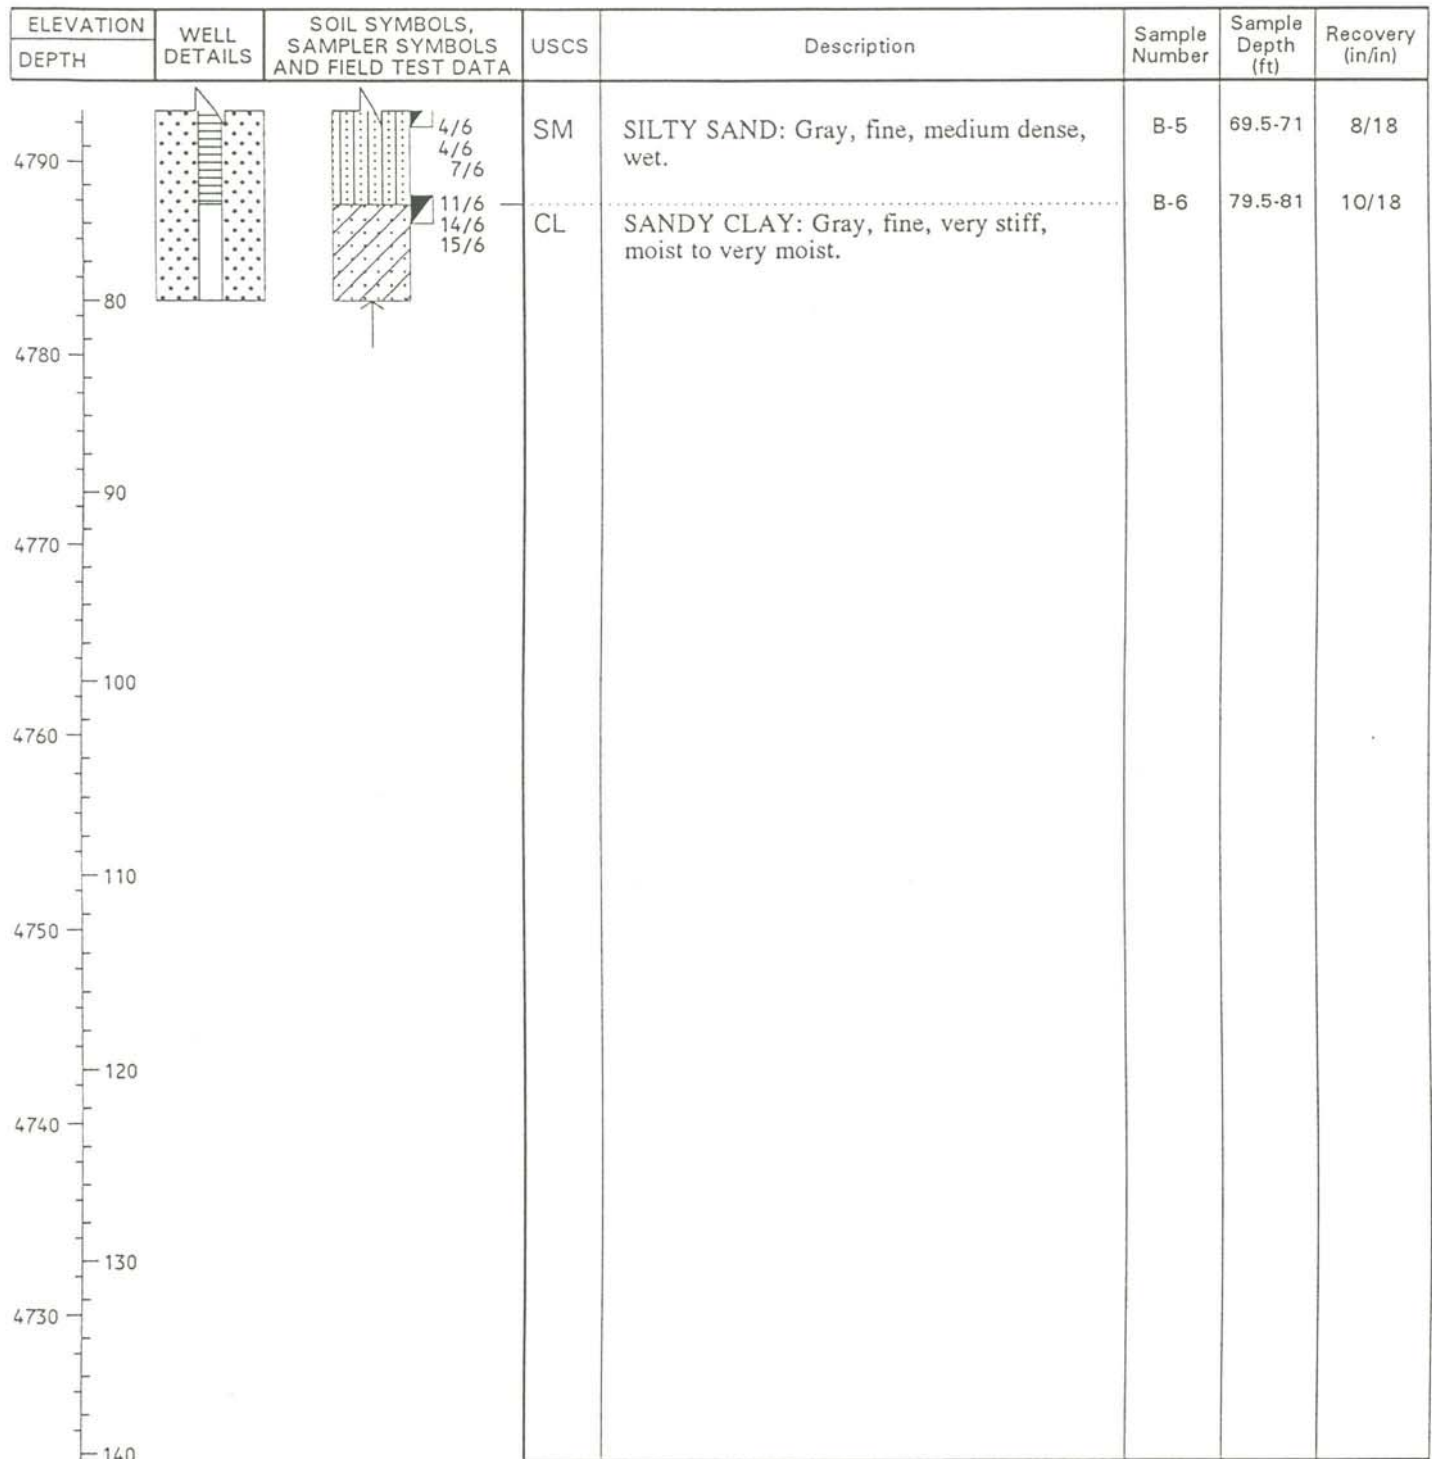 ELEVATION
DEPTH
WELL
DETAILS
SOIL SYMBOLS,
SAMPLER SYMBOLS
AND FIELD TEST DATA
USCS
Description
Sample
Number
Sample
Depth
(ft)
Recovery
(in/in)
4/6
4/6
7/6
SM
SILTY SAND: Gray, fine, medium dense,
wet.
B-5
69.5-71
8/18
4790
11/6
14/6
15/6
CL
SANDY CLAY: Gray, fine, very stiff,
moist to very moist.
B-6
79.5-81
10/18
80
4780
90
4770
100
4760
110
4750
120
4740
130
4730
140